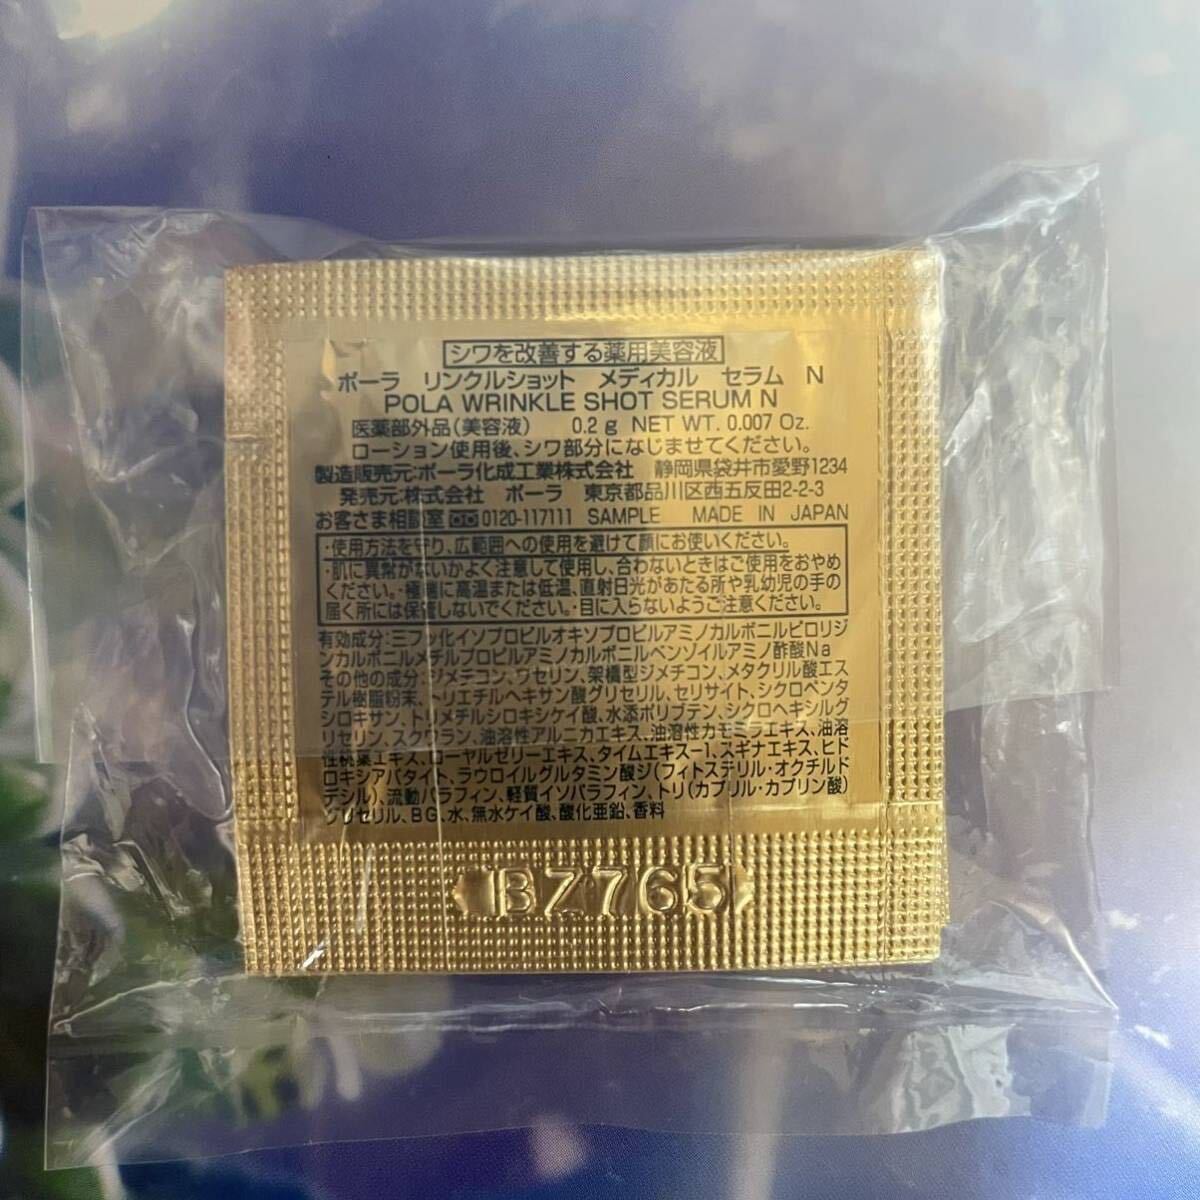 シワを改善する薬用美容液
ポーラ リンクルショット メディカル セラム N
POLA WRINKLE SHOT SERUM N
医薬部外品(美容液) 0.2g NET WT. 0.007 Oz.
ローション使用後、シワ部分になじませてください。
製造販売元:ポーラ化成工業株式会社 静岡県袋井市愛野1234
発売元:株式会社 ポーラ 東京都品川区西五反田2-2-3
お客さま相談室 0120-117111 SAMPLE MADE IN JAPAN
・使用方法を守り、広範囲への使用を避けて顔にお使いください。
・肌に異常がないかよく注意して使用し、合わないときはご使用をおやめ
ください。・極端に高温または低温、直射日光があたる所や乳幼児の手の
届く所には保管しないでください。・目に入らないようご注意ください。
有効成分:三フッ化イソプロピルオキソプロピルアミノカルボニルピロリジ
ンカルボニルメチルプロピルアミノカルボニルベンゾイルアミノ酢酸Na
その他の成分:ジメチコン、ワセリン、架橋型ジメチコン、メタクリル酸エス
テル樹脂粉末、トリエチルヘキサン酸グリセリル、セリサイト、シクロペンタ
シロキサン、トリメチルシロキシケイ酸、水添ポリブテン、シクロヘキシルグ
リセリン、スクワラン、油溶性アルニカエキス、油溶性カモミラエキス、油溶
性桃葉エキス、ローヤルゼリーエキス、タイムエキス-1、スギナエキス、ヒド
ロキシアパタイト、ラウロイルグルタミン酸ジ(フィトステリル・オクチルド
デシル)、流動パラフィン、軽質イソパラフィン、トリ(カプリル・カプリン酸)
グリセリル、BG、水、無水ケイ酸、酸化亜鉛、香料
BZ765